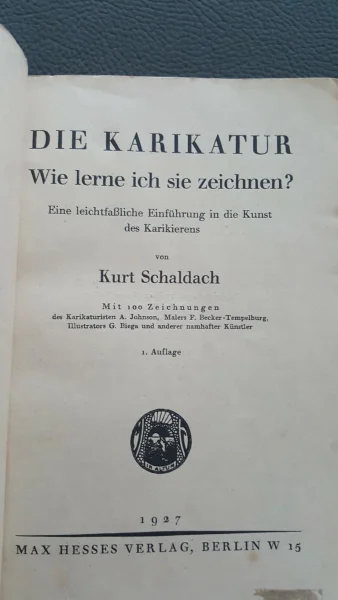 DIE KARIKATUR
Wie lerne ich sie zeichnen?
Eine leichtfaßliche Einführung in die Kunst
des Karikierens
von
Kurt Schaldach
Mit 100 Zeichnungen
des Karikaturisten A. Johnson, Malers F. Becker-Tempelburg,
Illustrators G. Biega und anderer namhafter Künstler
1. Auflage
1927
MAX HESSES VERLAG, BERLIN W 15